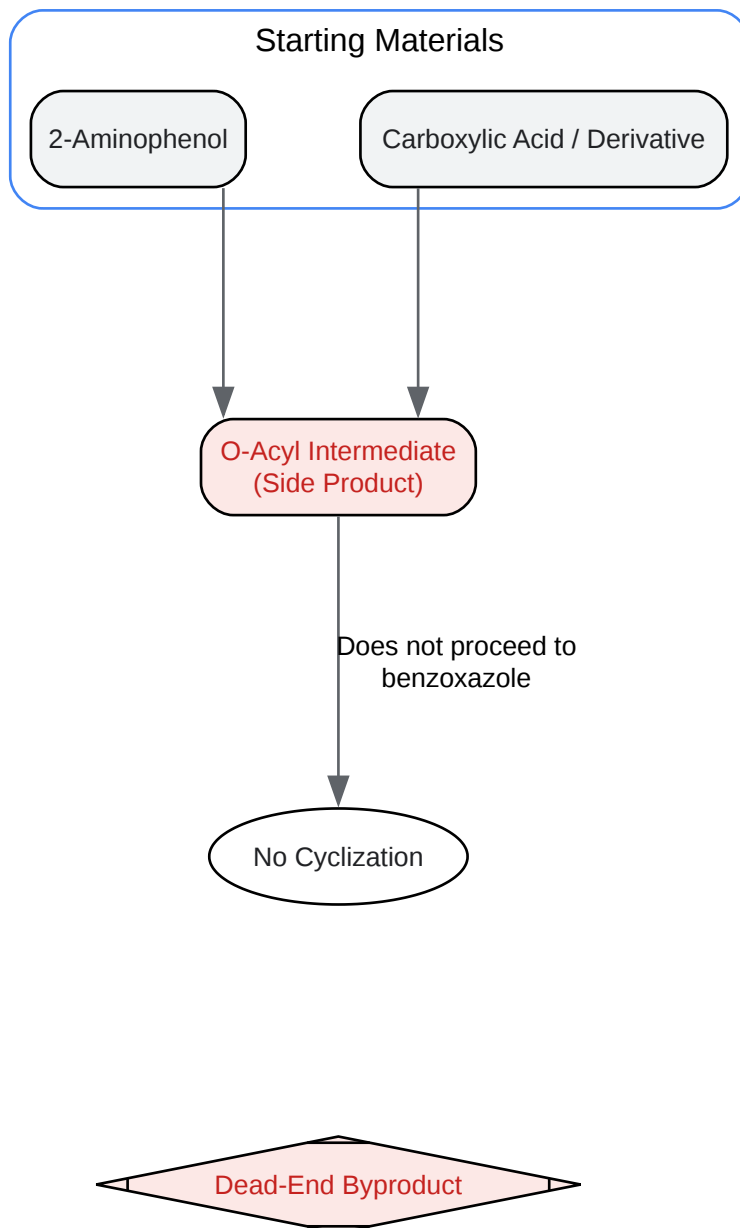 Starting Materials
2-Aminophenol
Carboxylic Acid / Derivative
O-Acyl Intermediate
(Side Product)
Does not proceed to
benzoxazole
No Cyclization
Dead-End Byproduct